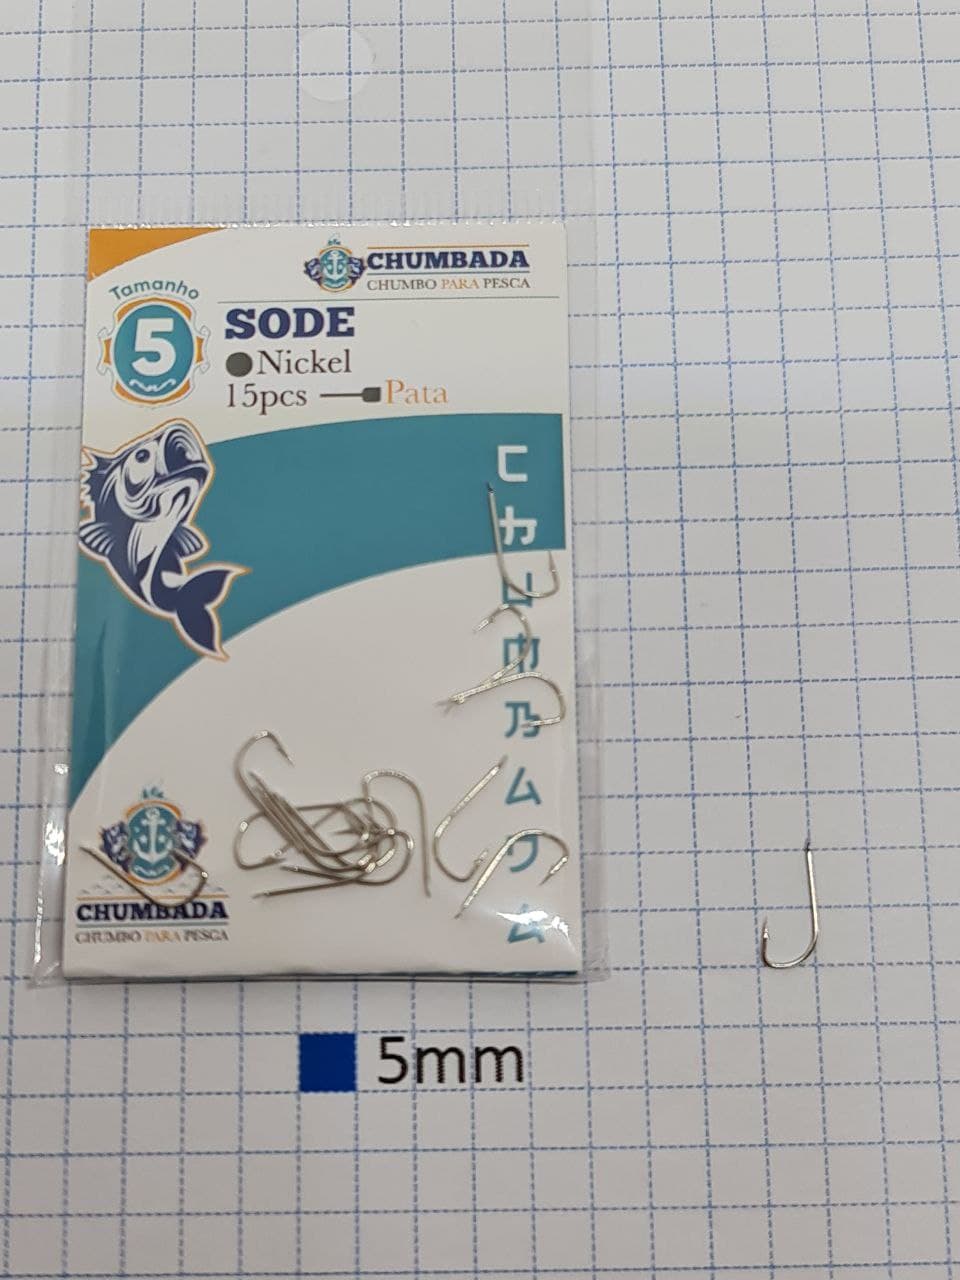 CHUMBADA
CHUMBO PARA PESCA
Tamanho
5
SODE
Nickel
15pcs Pata
CHUMBADA
CHUMBO PARA PESCA
5mm